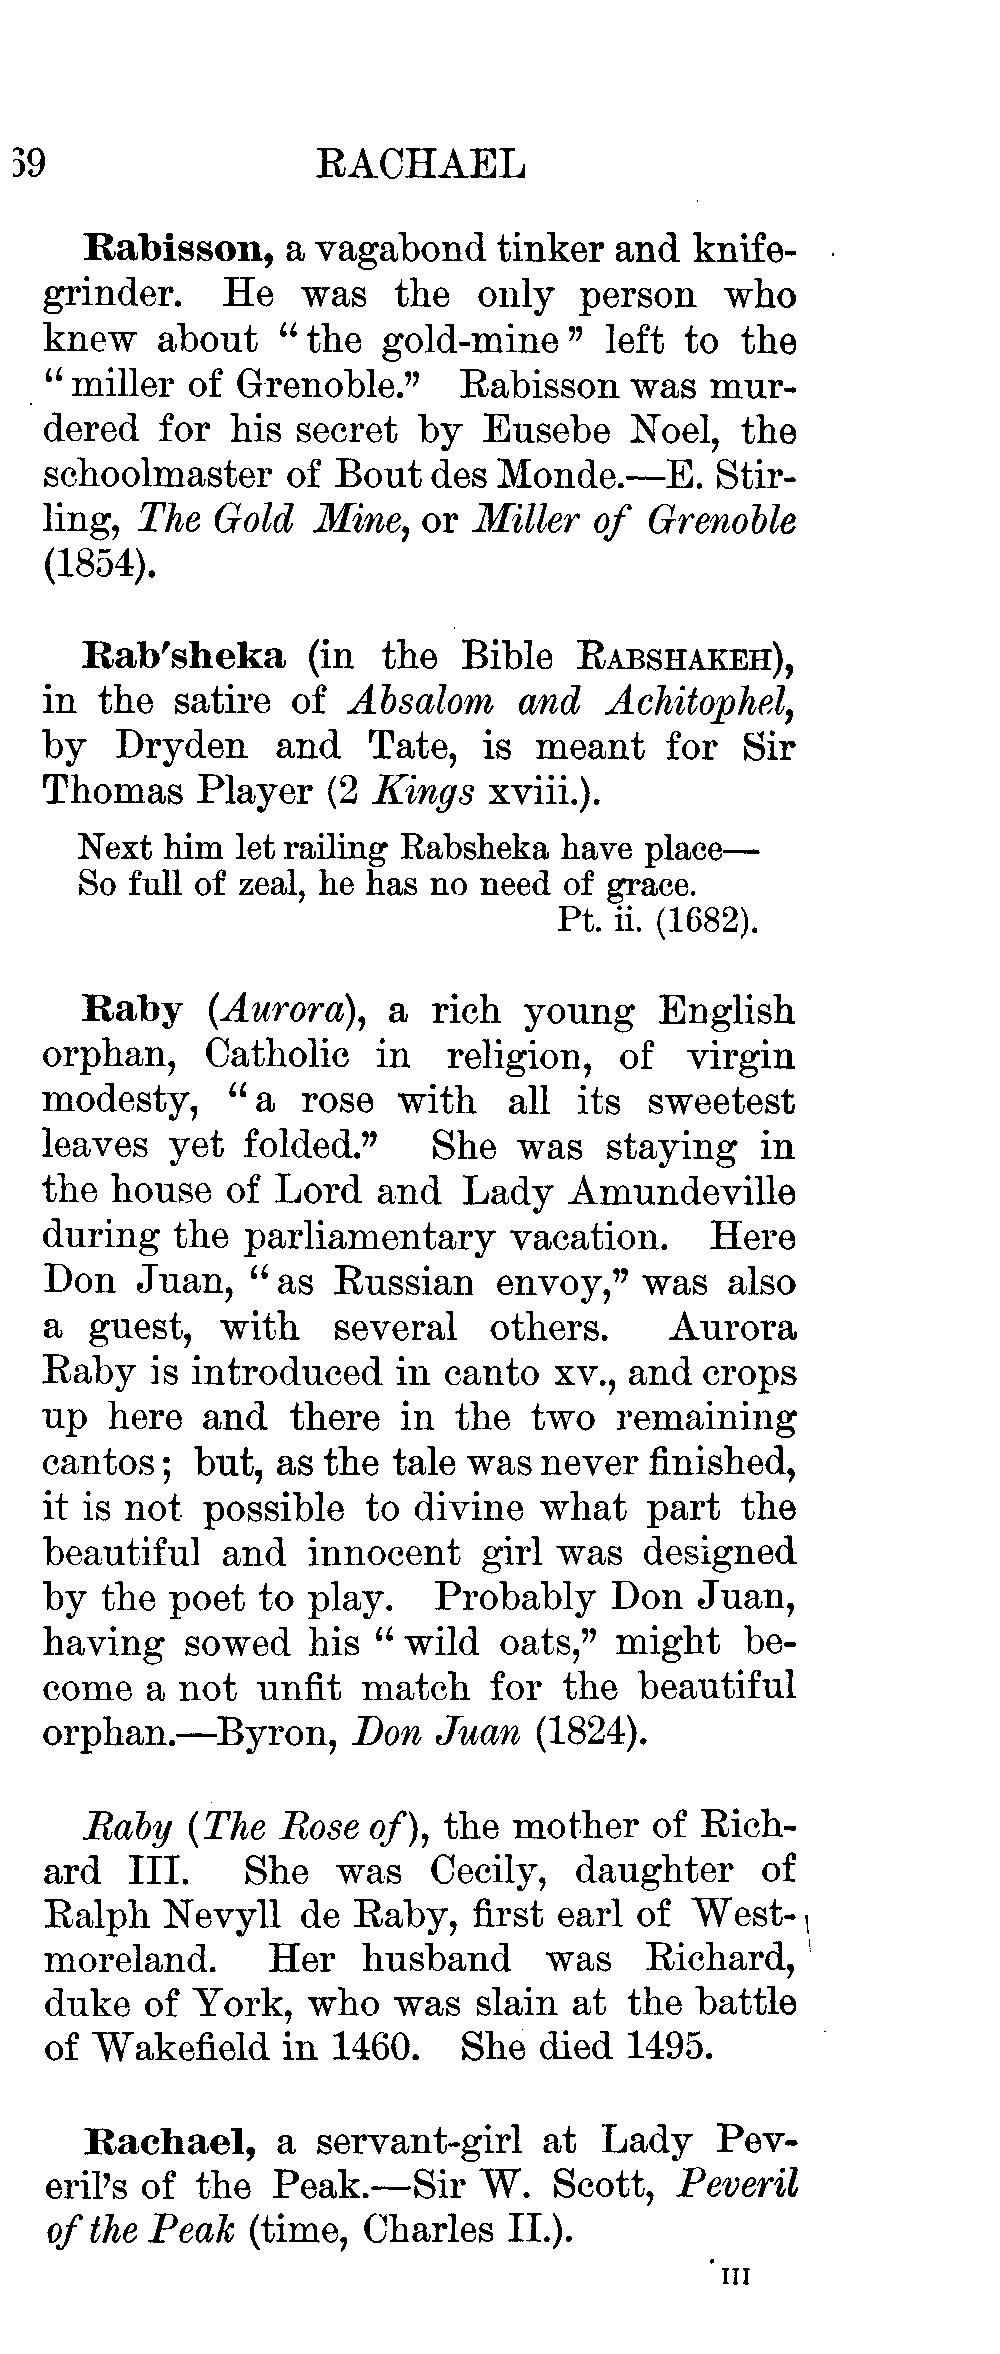 69 RACHAEL
Rabisson, a vagabond tinker and knife-
grinder. He was the only person who
knew about “the gold-mine” left to the
“miller of Grenoble.” Rabisson was mur-
dered for his secret by Eusebe Noel, the
schoolmaster of Bout des Monde.—E. Stir-
ling, The Gold Mine, or Miller of Grenoble
(1854).
Rab'sheka (in the Bible RABSHAKEH),
in the satire of Absalom and Achitophel,
by Dryden and Tate, is meant for Sir
Thomas Player (2 Kings xviii.).
Next him let railing Rabsheka have place—
So full of zeal, he has no need of grace.
Pt. ii. (1682).
Raby (Aurora), a rich young English
orphan, Catholic in religion, of virgin
modesty, “a rose with all its sweetest
leaves yet folded.” She was staying in
the house of Lord and Lady Amundeville
during the parliamentary vacation. Here
Don Juan, “as Russian envoy,” was also
a guest, with several others. Aurora
Raby is introduced in canto xv., and crops
up here and there in the two remaining
cantos; but, as the tale was never finished,
it is not possible to divine what part the
beautiful and innocent girl was designed
by the poet to play. Probably Don Juan,
having sowed his “wild oats,” might be-
come a not unfit match for the beautiful
orphan.—Byron, Don Juan (1824).
Raby (The Rose of), the mother of Rich-
ard III. She was Cecily, daughter of
Ralph Nevyll de Raby, first earl of West-
moreland. Her husband was Richard,
duke of York, who was slain at the battle
of Wakefield in 1460. She died 1495.
Rachael, a servant-girl at Lady Pev-
eril's of the Peak.—Sir W. Scott, Peveril
of the Peak (time, Charles II.).
III